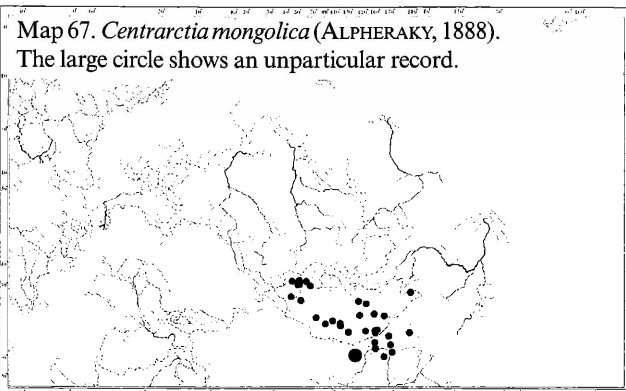 Map 67. Centrarctia mongolica (ALPHERAKY, 1888).
The large circle shows an unparticular record.